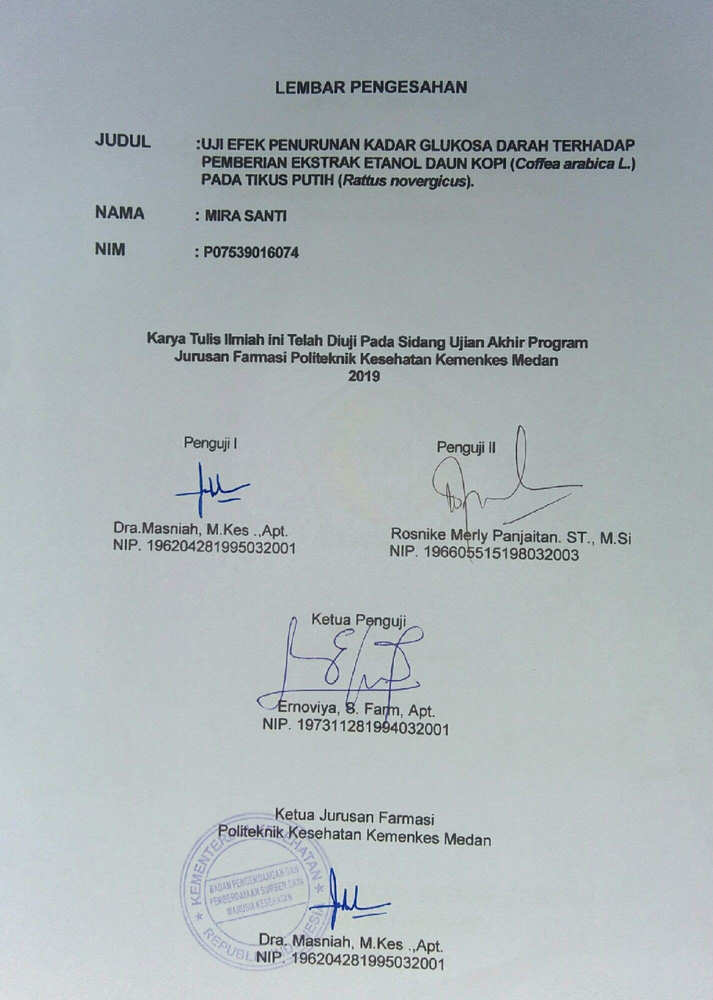 LEMBAR PENGESAHAN
JUDUL :UJI EFEK PENURUNAN KADAR GLUKOSA DARAH TERHADAP
PEMBERIAN EKSTRAK ETANOL DAUN KOPI (Coffea arabica L.)
PADA TIKUS PUTIH (Rattus novergicus).
NAMA : MIRA SANTI
NIM : P07539016074
Karya Tulis Ilmiah ini Telah Diuji Pada Sidang Ujian Akhir Program
Jurusan Farmasi Politeknik Kesehatan Kemenkes Medan
2019
Penguji I
Dra.Masniah, M.Kes .,Apt.
NIP. 196204281995032001
Penguji II
Rosnike Merly Panjaitan. ST., M.Si
NIP. 196605515198032003
Ketua Penguji
Ernoviya, S. Farm, Apt.
NIP. 197311281994032001
Ketua Jurusan Farmasi
Politeknik Kesehatan Kemenkes Medan
KEMENTERIAN KESEHATAN
BADAN PENGEMBANGAN DAN
PEMBERDAYAAN SUMBER DAYA
MANUSIA KESEHATAN
REPUBLIK INDONESIA
Dra. Masniah, M.Kes .,Apt.
NIP. 196204281995032001